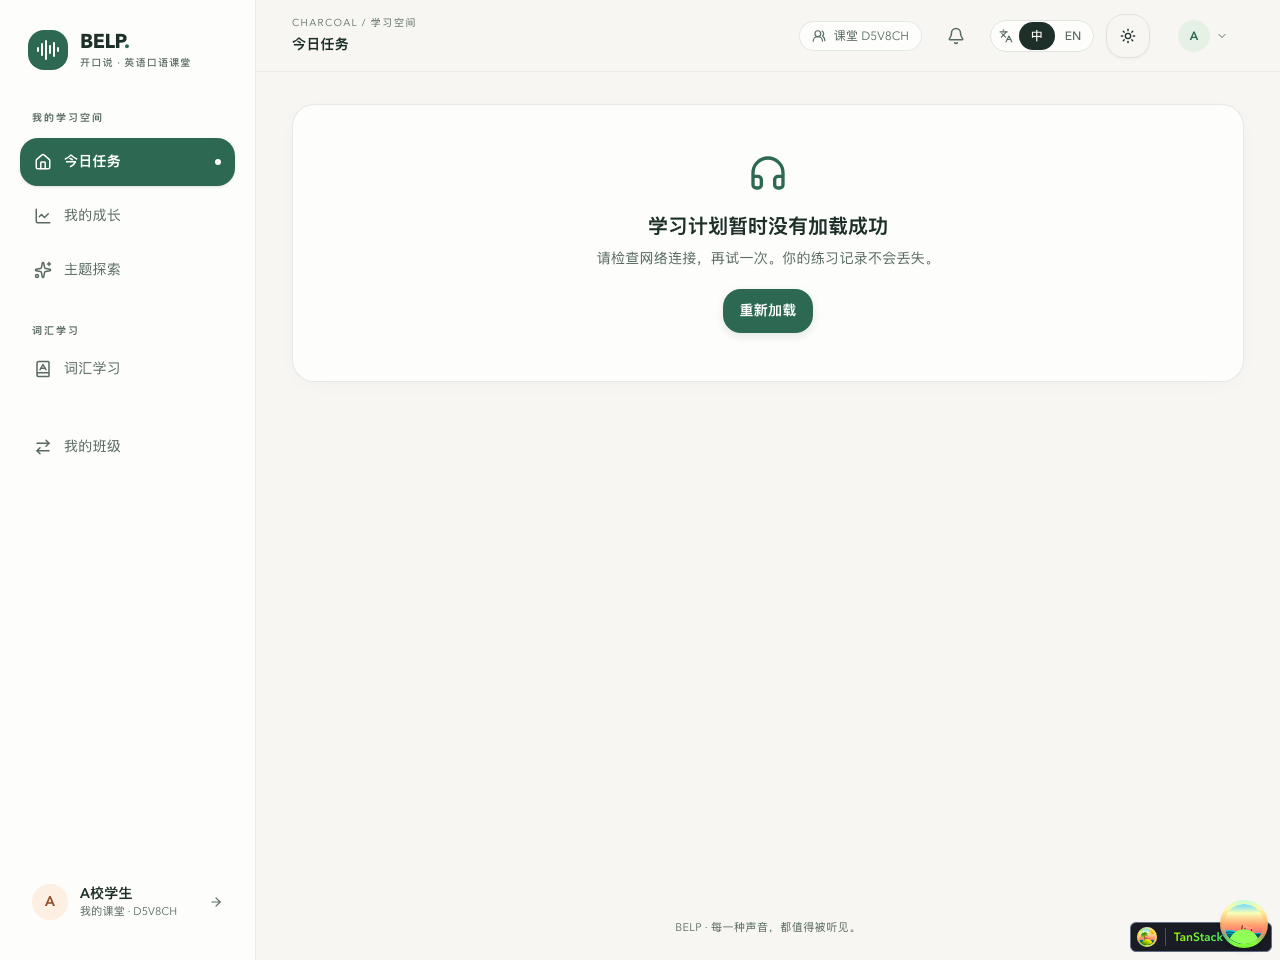 BELP.
开口说 · 英语口语课堂
我的学习空间
今日任务
我的成长
主题探索
词汇学习
词汇学习
我的班级
A
A校学生
我的课堂 · D5V8CH
CHARCOAL / 学习空间
今日任务
课堂 D5V8CH
中
EN
A
学习计划暂时没有加载成功
请检查网络连接，再试一次。你的练习记录不会丢失。
重新加载
BELP · 每一种声音，都值得被听见。
TanStack